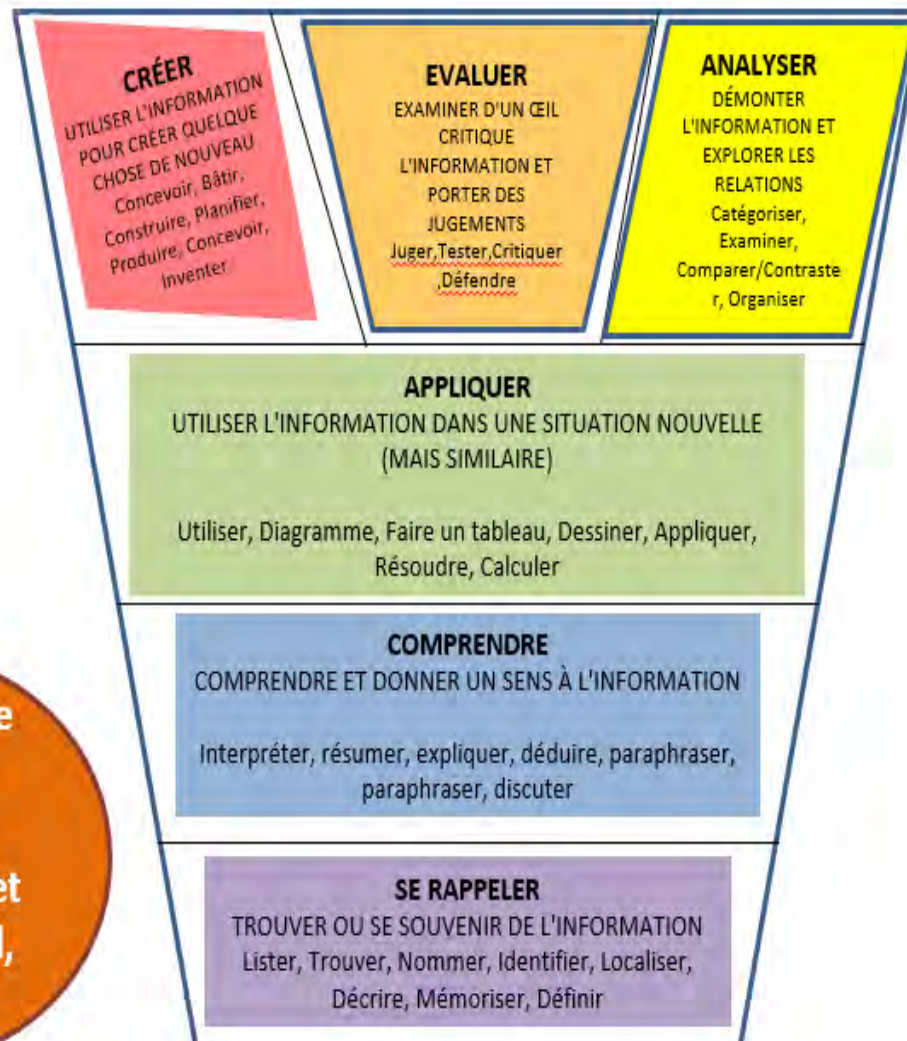 CRÉER
UTILISER L'INFORMATION
POUR CRÉER QUELQUE
CHOSE DE NOUVEAU
Concevoir, Bâtir,
Construire, Planifier,
Produire, Concevoir,
Inventer
EVALUER
EXAMINER D'UN ŒIL
CRITIQUE
L'INFORMATION ET
PORTER DES
JUGEMENTS
Juger,Tester,Critiquer
,Défendre
ANALYSER
DÉMONTER
L'INFORMATION ET
EXPLORER LES
RELATIONS
Catégoriser,
Examiner,
Comparer/Contraste
r, Organiser
APPLIQUER
UTILISER L'INFORMATION DANS UNE SITUATION NOUVELLE
(MAIS SIMILAIRE)
Utiliser, Diagramme, Faire un tableau, Dessiner, Appliquer,
Résoudre, Calculer
COMPRENDRE
COMPRENDRE ET DONNER UN SENS À L'INFORMATION
Interpréter, résumer, expliquer, déduire, paraphraser,
paraphraser, discuter
SE RAPPELER
TROUVER OU SE SOUVENIR DE L'INFORMATION
Lister, Trouver, Nommer, Identifier, Localiser,
Décrire, Mémoriser, Définir
et